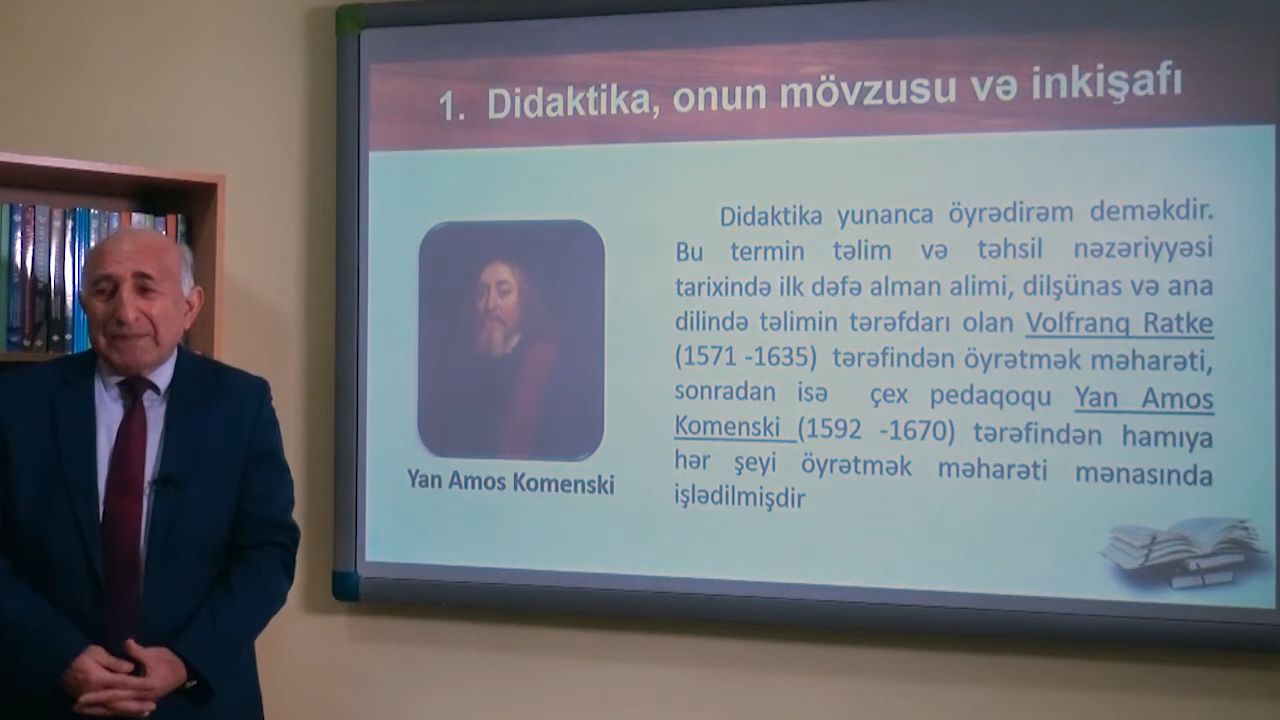 1. Didaktika, onun mövzusu və inkişafı
Didaktika yunanca öyrədirəm deməkdir.
Bu termin təlim və təhsil nəzəriyyəsi
tarixində ilk dəfə alman alimi, dilşünas və ana
dilində təlimin tərəfdarı olan Volfranq Ratke
(1571 -1635) tərəfindən öyrətmək məharəti,
sonradan isə çex pedaqoqu Yan Amos
Komenski (1592 -1670) tərəfindən hamıya
hər şeyi öyrətmək məharəti mənasında
işlədilmişdir
Yan Amos Komenski